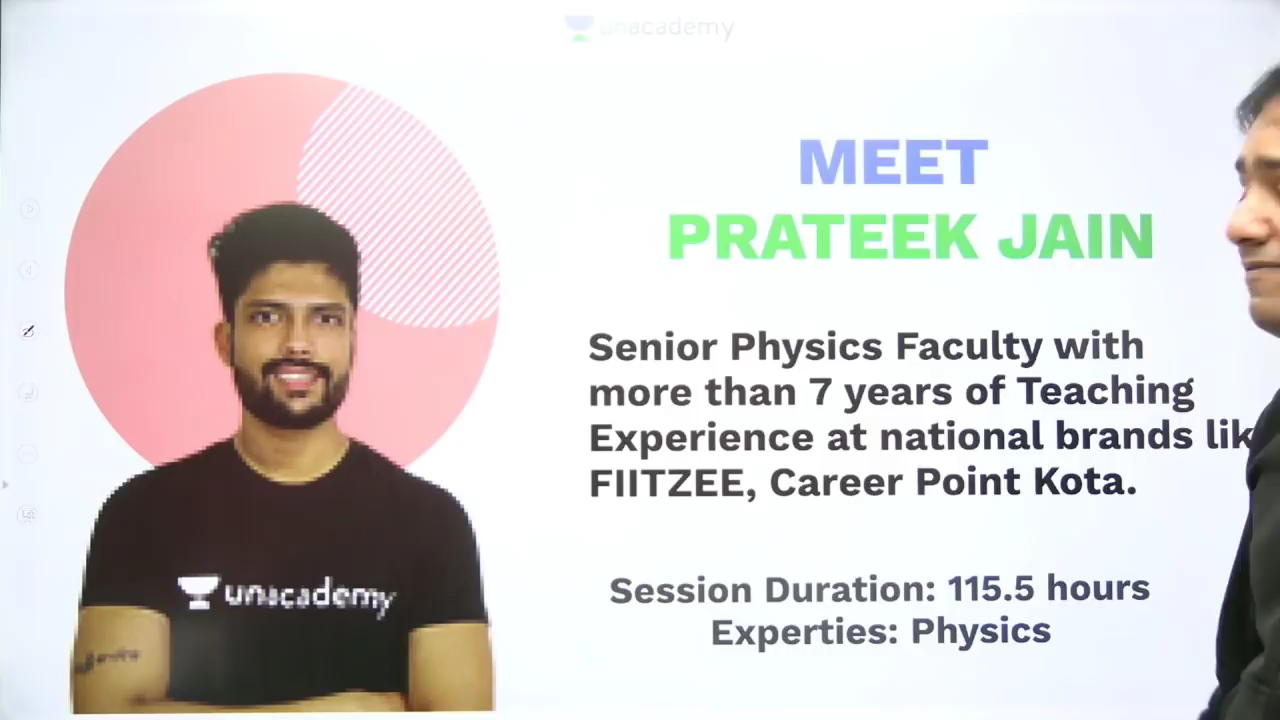 unacademy
MEET
PRATEEK JAIN
Senior Physics Faculty with
more than 7 years of Teaching
Experience at national brands lik
FIITZEE, Career Point Kota.
Session Duration: 115.5 hours
Experties: Physics
unacademy